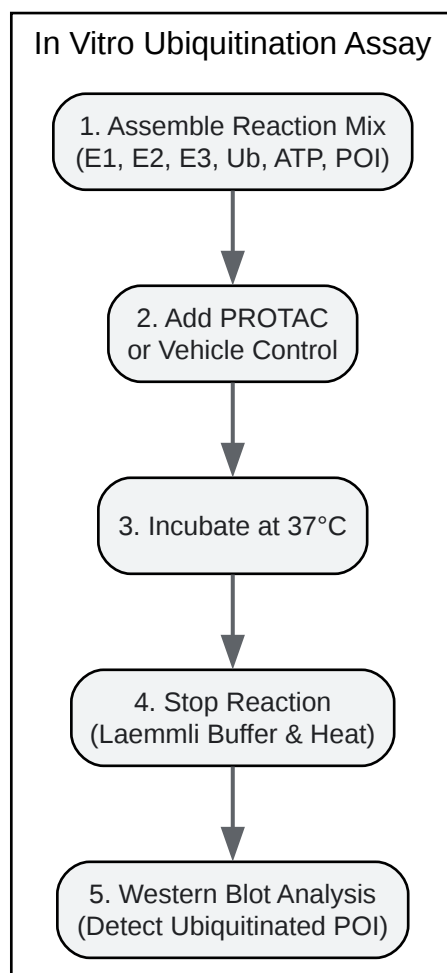 In Vitro Ubiquitination Assay
1. Assemble Reaction Mix
(E1, E2, E3, Ub, ATP, POI)
2. Add PROTAC
or Vehicle Control
3. Incubate at 37°C
4. Stop Reaction
(Laemmli Buffer & Heat)
5. Western Blot Analysis
(Detect Ubiquitinated POI)